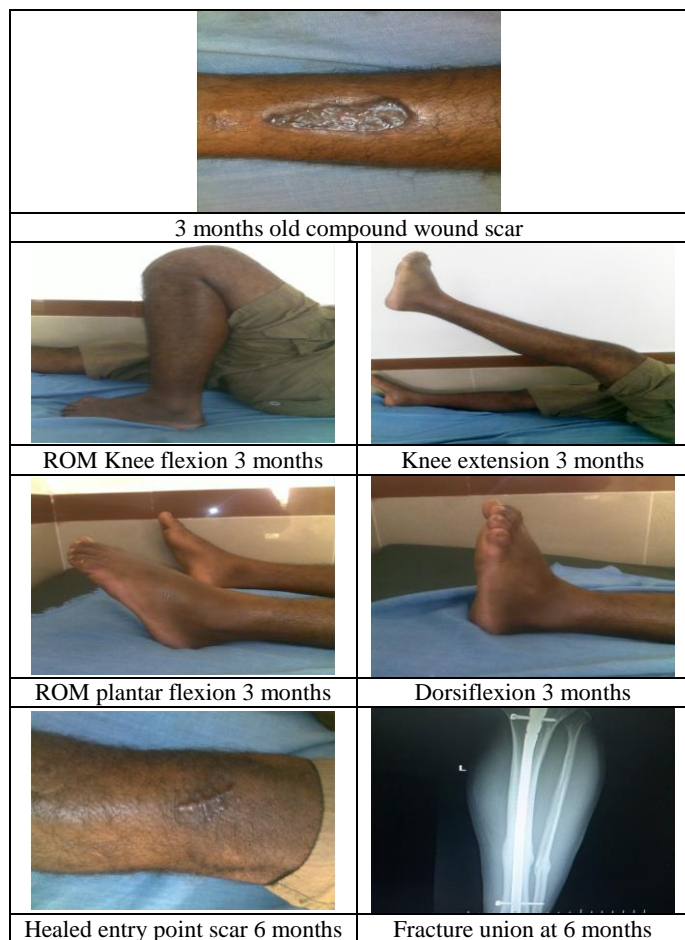 3 months old compound wound scar
ROM Knee flexion 3 months
Knee extension 3 months
ROM plantar flexion 3 months
Dorsiflexion 3 months
L
Healed entry point scar 6 months
Fracture union at 6 months